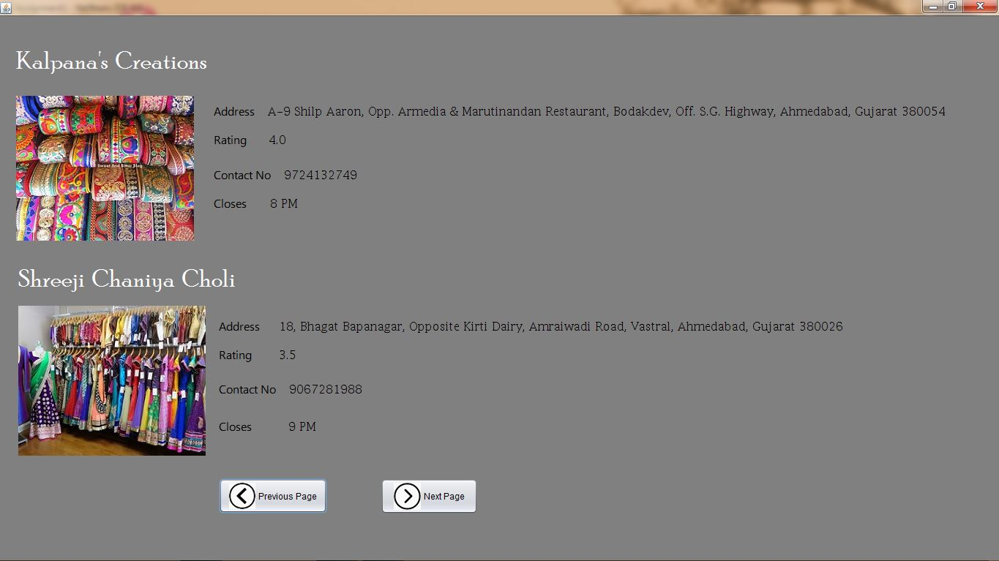 Kalpana's Creations
Address A-9 Shilp Aaron, Opp. Armedia & Marutinandan Restaurant, Bodakdev, Off. S.G. Highway, Ahmedabad, Gujarat 380054
Rating 4.0
Sweet And Bitter Blog
Contact No 9724132749
Closes 8 PM
Shreeji Chaniya Choli
Address 18, Bhagat Bapanagar, Opposite Kirti Dairy, Amraiwadi Road, Vastral, Ahmedabad, Gujarat 380026
Rating 3.5
Contact No 9067281988
Closes 9 PM
Previous Page
Next Page